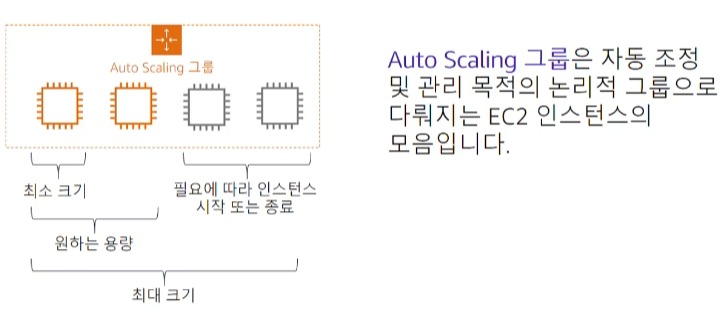 Auto Scaling 그룹
최소 크기
필요에 따라 인스턴스
시작 또는 종료
원하는 용량
최대 크기
Auto Scaling 그룹은 자동 조정
및 관리 목적의 논리적 그룹으로
다뤄지는 EC2 인스턴스의
모음입니다.